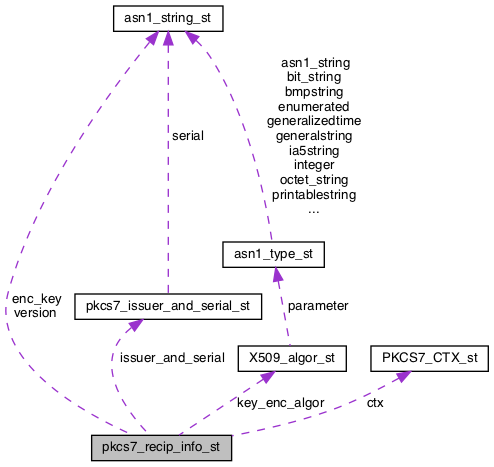 asn1_string_st
asn1_string
bit_string
bmpstring
enumerated
generalizedtime
generalstring
ia5string
integer
octet_string
printablestring
...
serial
asn1_type_st
enc_key
version
pkcs7_issuer_and_serial_st
parameter
issuer_and_serial
X509_algor_st
PKCS7_CTX_st
key_enc_algor
ctx
pkcs7_recip_info_st